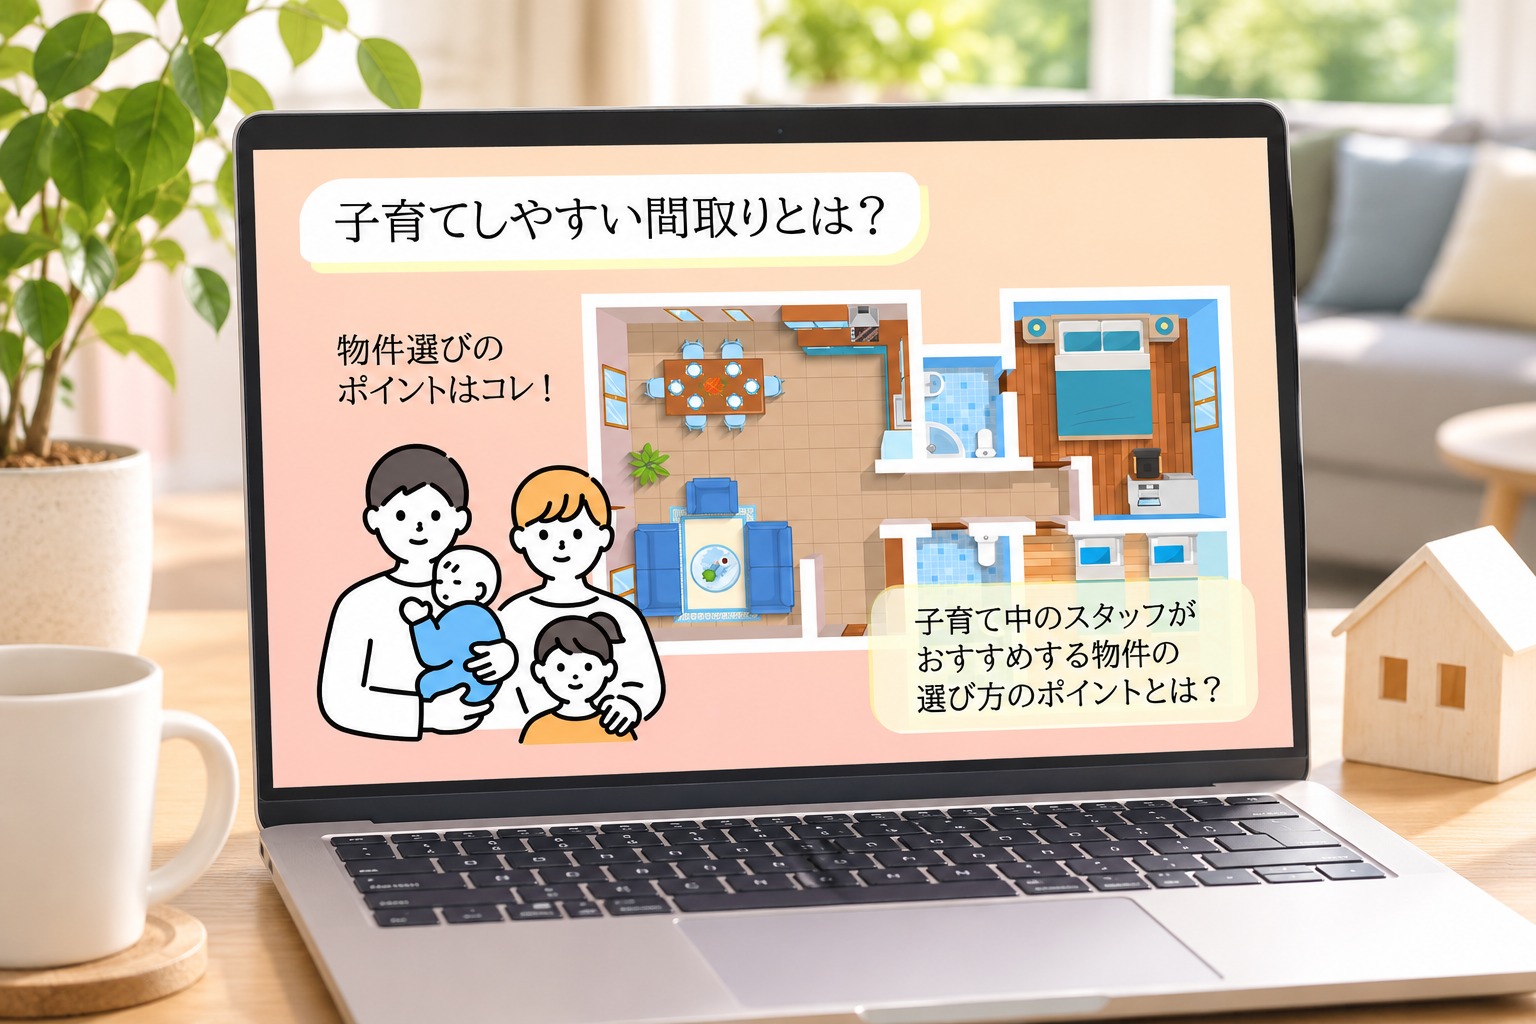 子育てしやすい間取りとは？
物件選びの
ポイントはコレ！
子育て中のスタッフが
おすすめする物件の
選び方のポイントとは？